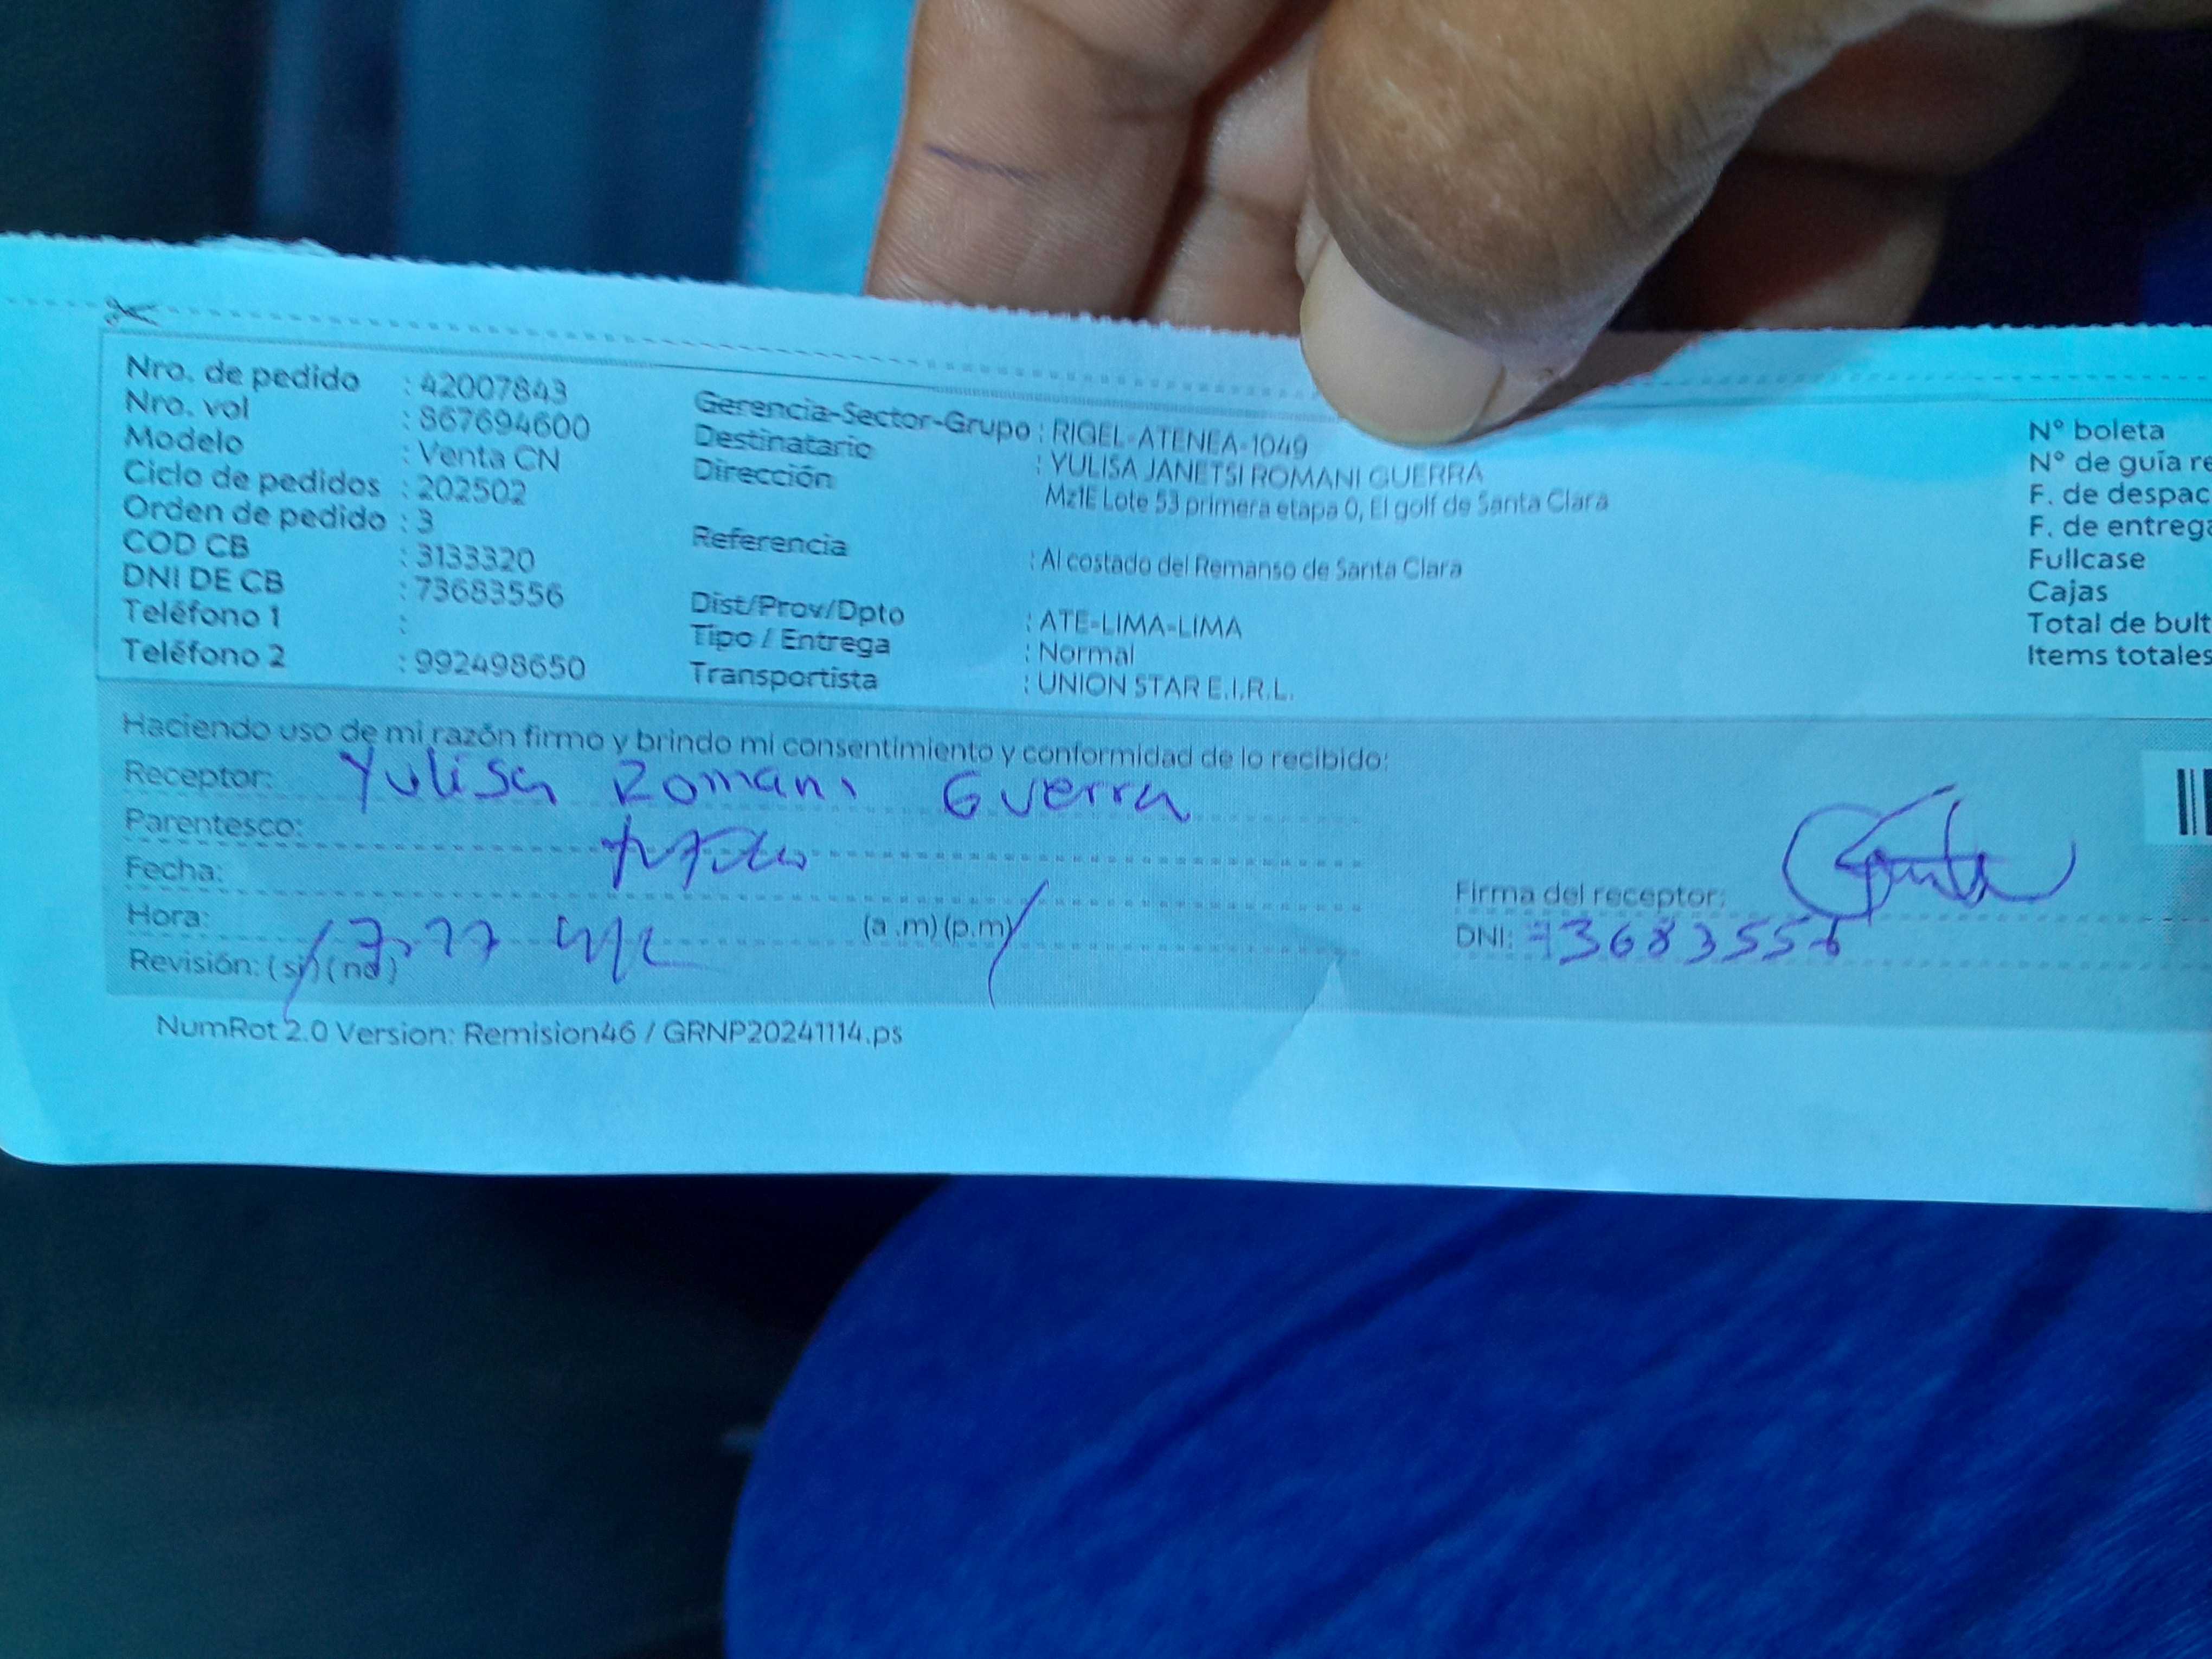 Nro. de pedido : 42007843
Nro. vol : 867694600
Modelo : Venta CN
Ciclo de pedidos : 202502
Orden de pedido : 3
COD CB : 3133320
DNI DE CB : 73683556
Teléfono 1 :
Teléfono 2 : 992498650
Gerencia-Sector-Grupo : RIGEL-ATENEA-1049
Destinatario : YULISA JANETSI ROMANI GUERRA
Dirección Mz1E Lote 53 primera etapa 0, El golf de Santa Clara
Referencia : Al costado del Remanso de Santa Clara
Dist/Prov/Dpto : ATE-LIMA-LIMA
Tipo / Entrega : Normal
Transportista : UNION STAR E.I.R.L.
N° boleta
N° de guía re
F. de despac
F. de entrega
Fullcase
Cajas
Total de bult
Items totales
Haciendo uso de mi razón firmo y brindo mi consentimiento y conformidad de lo recibido:
Receptor: Yulisa Romani Guerra
Parentesco:
Fecha:
Hora: (a .m) (p.m)
Revisión: (si) (no)
Firma del receptor:
DNI: 73683556
NumRot 2.0 Version: Remision46 / GRNP20241114.ps